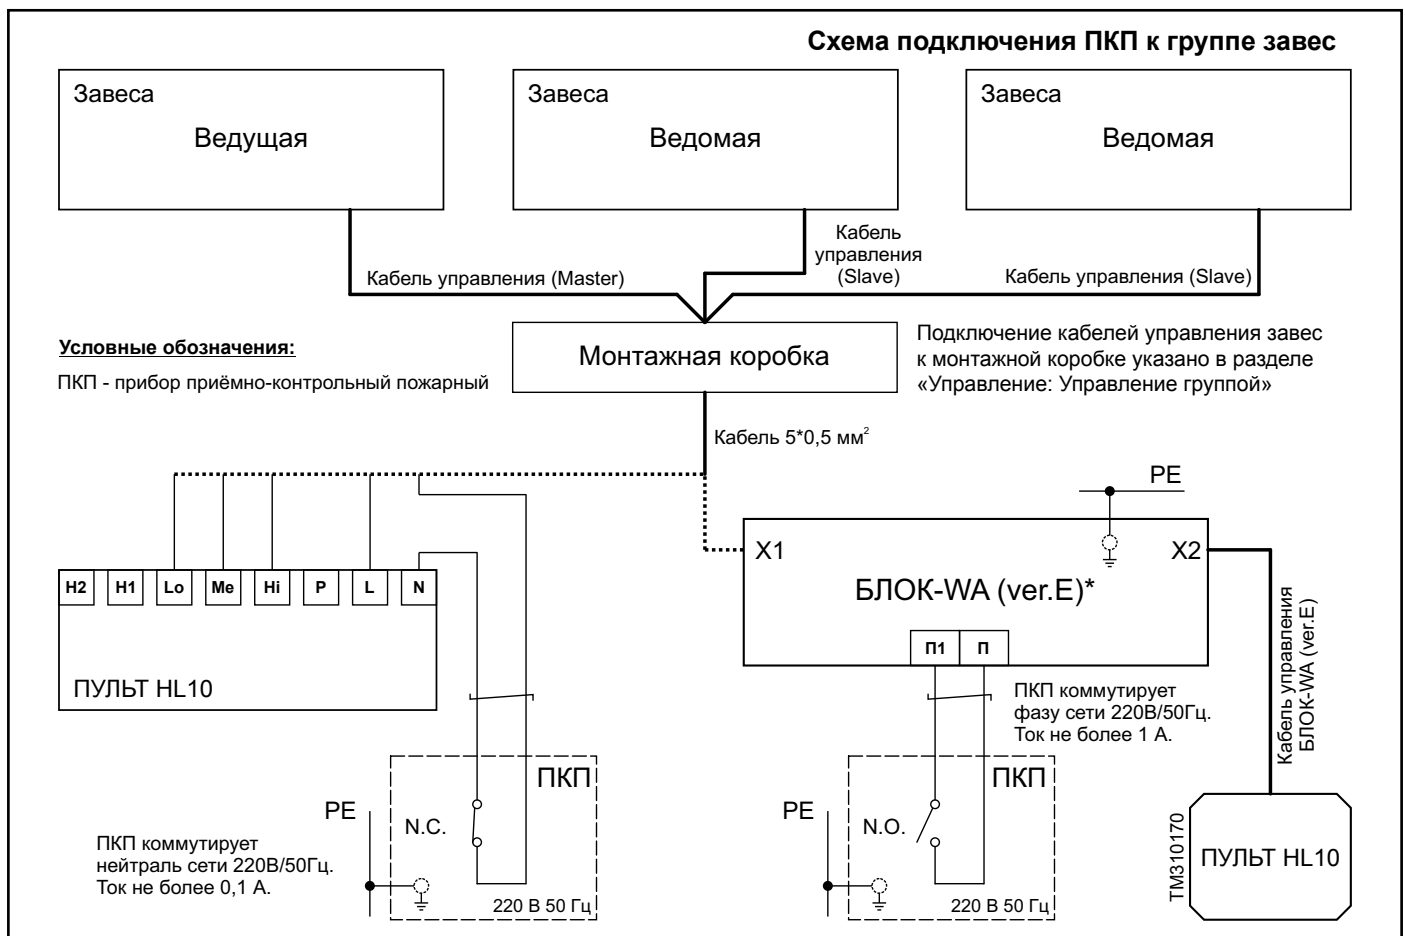 Схема подключения ПКП к группе завес
Завеса
Ведущая
Завеса
Ведомая
Завеса
Ведомая
Кабель управления (Master)
Кабель
управления
(Slave)
Кабель управления (Slave)
Условные обозначения:
ПКП - прибор приёмно-контрольный пожарный
Монтажная коробка
Подключение кабелей управления завес
к монтажной коробке указано в разделе
«Управление: Управление группой»
Кабель 5*0,5 мм²
PE
X1
X2
БЛОК-WA (ver.E)*
П1
П
H2
H1
Lo
Me
Hi
P
L
N
ПУЛЬТ HL10
ПКП коммутирует
фазу сети 220В/50Гц.
Ток не более 1 А.
Кабель управления
БЛОК-WA (ver.E)
ПКП
PE
N.C.
220 В 50 Гц
ПКП коммутирует
нейтраль сети 220В/50Гц.
Ток не более 0,1 А.
ПКП
PE
N.O.
220 В 50 Гц
ТМ310170
ПУЛЬТ HL10